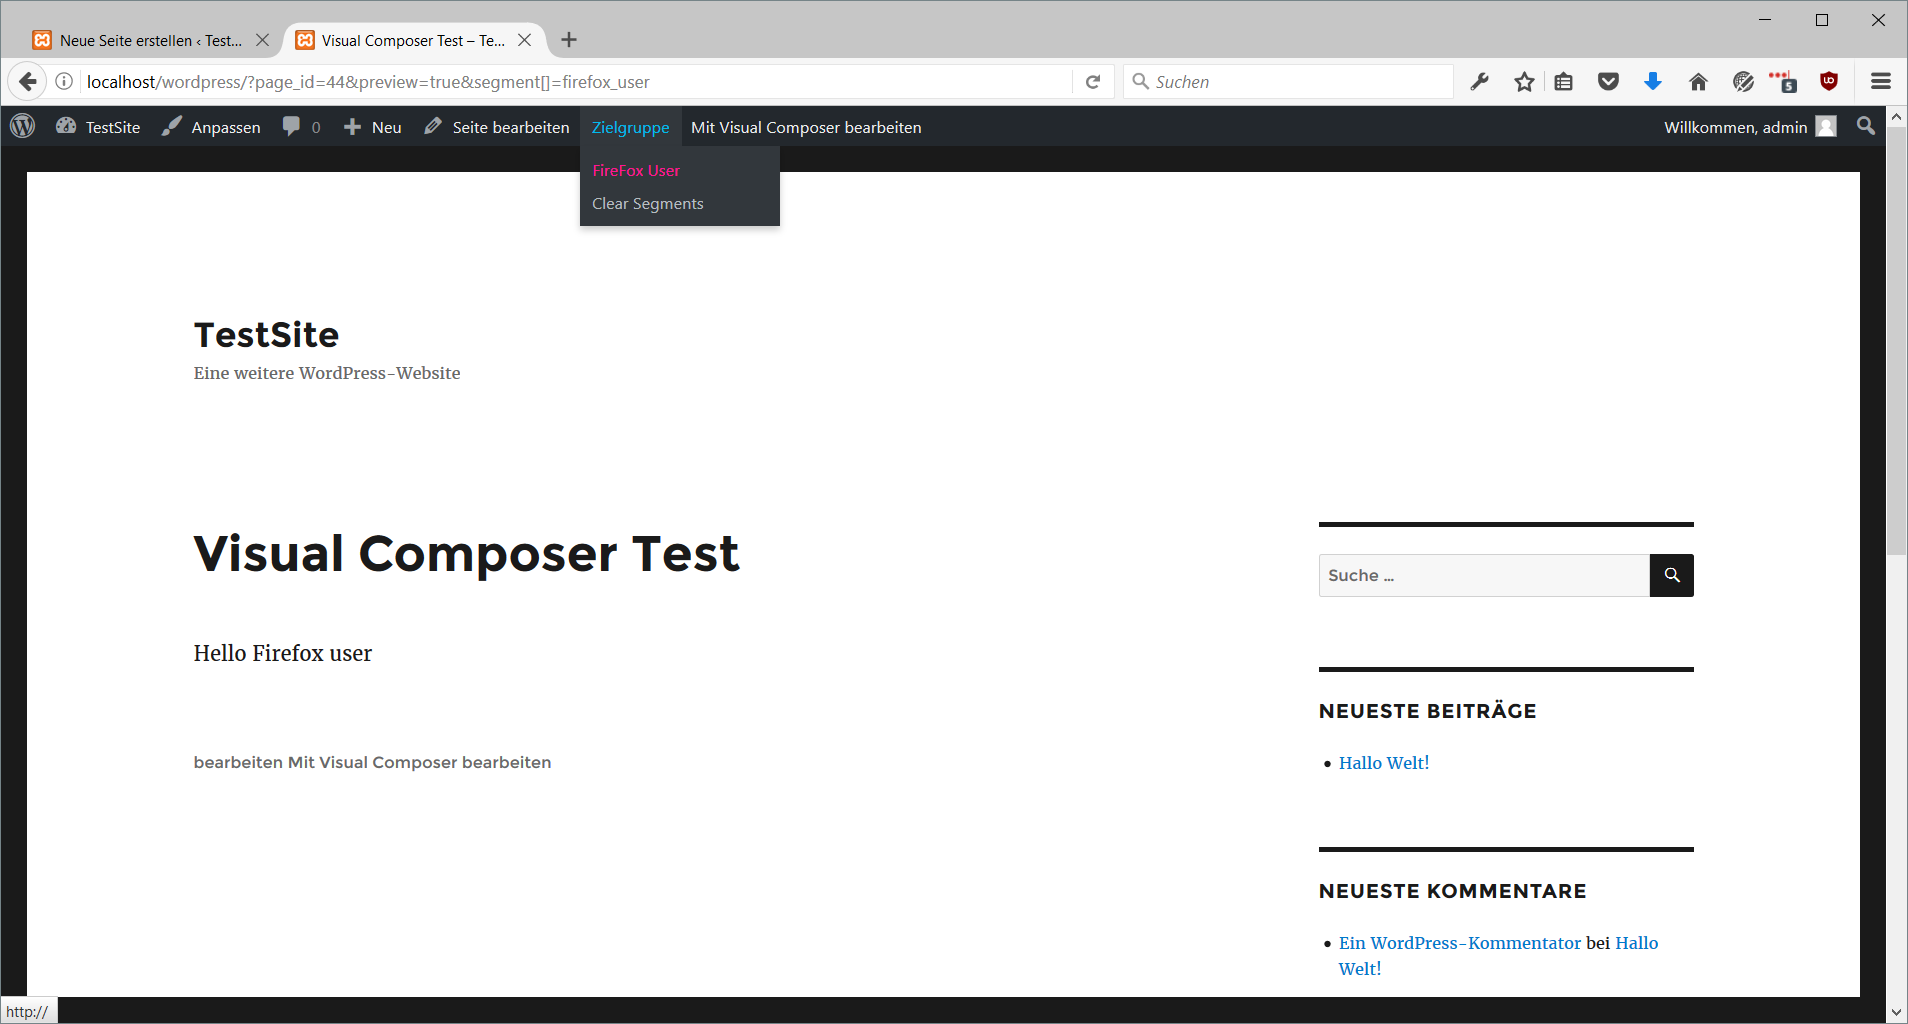 Neue Seite erstellen ‹ Test...
Visual Composer Test – Te...
localhost/wordpress/?page_id=44&preview=true&segment[]=firefox_user
Suchen
5
TestSite
Anpassen
0
Neu
Seite bearbeiten
Zielgruppe
Mit Visual Composer bearbeiten
Willkommen, admin
FireFox User
Clear Segments
TestSite
Eine weitere WordPress-Website
Visual Composer Test
Suche ...
Hello Firefox user
NEUESTE BEITRÄGE
bearbeiten Mit Visual Composer bearbeiten
Hallo Welt!
NEUESTE KOMMENTARE
Ein WordPress-Kommentator bei Hallo
Welt!
http://